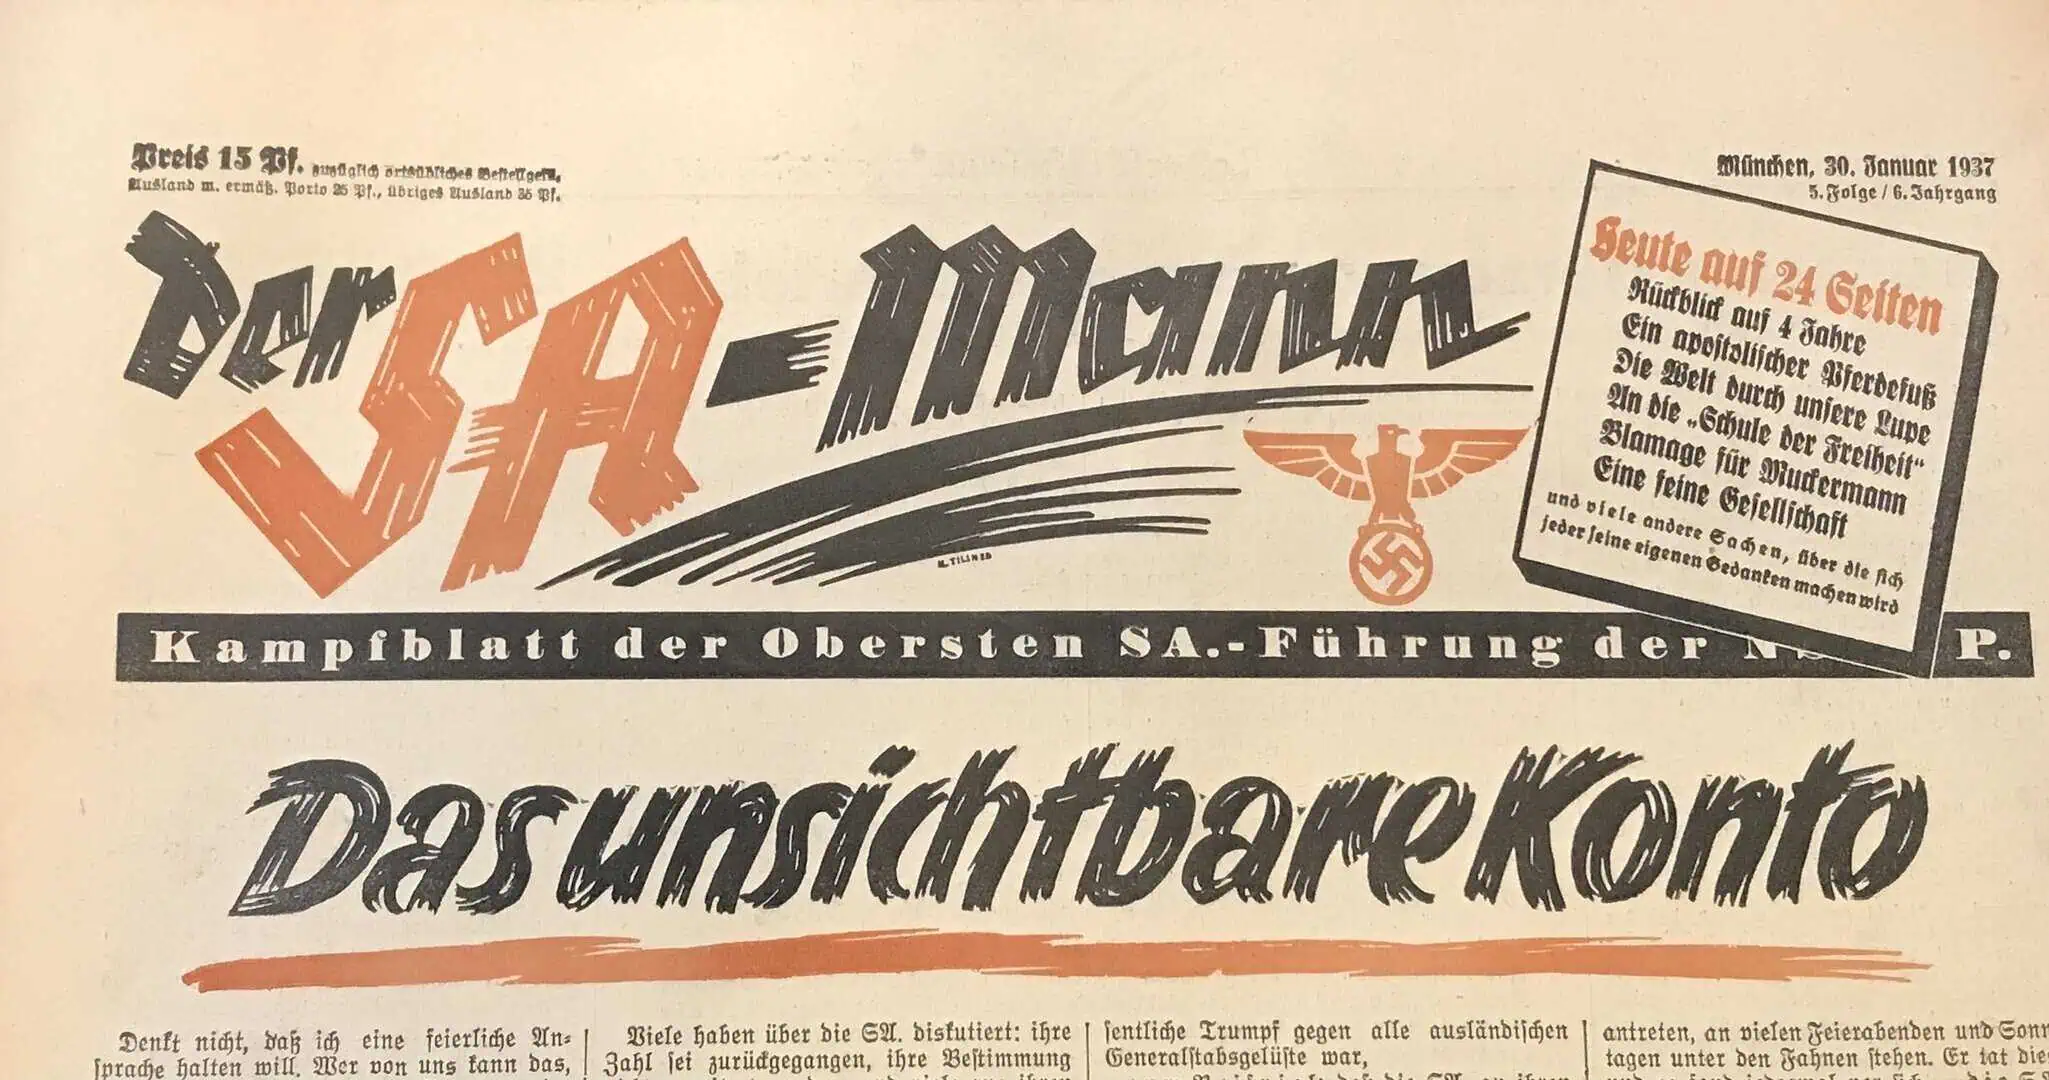 Preis 15 Pf. zuzüglich ortsübliches Bestellgeld,
Ausland m. ermäß. Porto 25 Pf., übriges Ausland 35 Pf.
München, 30. Januar 1937
5. Folge / 6. Jahrgang
Der SA-Mann
Heute auf 24 Seiten
Rückblick auf 4 Jahre
Ein apostolischer Pferdefuß
Die Welt durch unsere Lupe
An die „Schule der Freiheit“
Blamage für Muckermann
Eine feine Gesellschaft
und viele andere Sachen, über die sich
jeder seine eigenen Gedanken machen wird
Kampfblatt der Obersten SA.-Führung der P.
Das unsichtbare Konto
Denkt nicht, daß ich eine feierliche An-
sprache halten will. Wer von uns kann das,
Viele haben über die SA. diskutiert: ihre
Zahl sei zurückgegangen, ihre Bestimmung
sentliche Trumpf gegen alle ausländischen
Generalstabsgelüste war,
antreten, an vielen Feierabenden und Sonn
tagen unter den Fahnen stehen. Er tat die